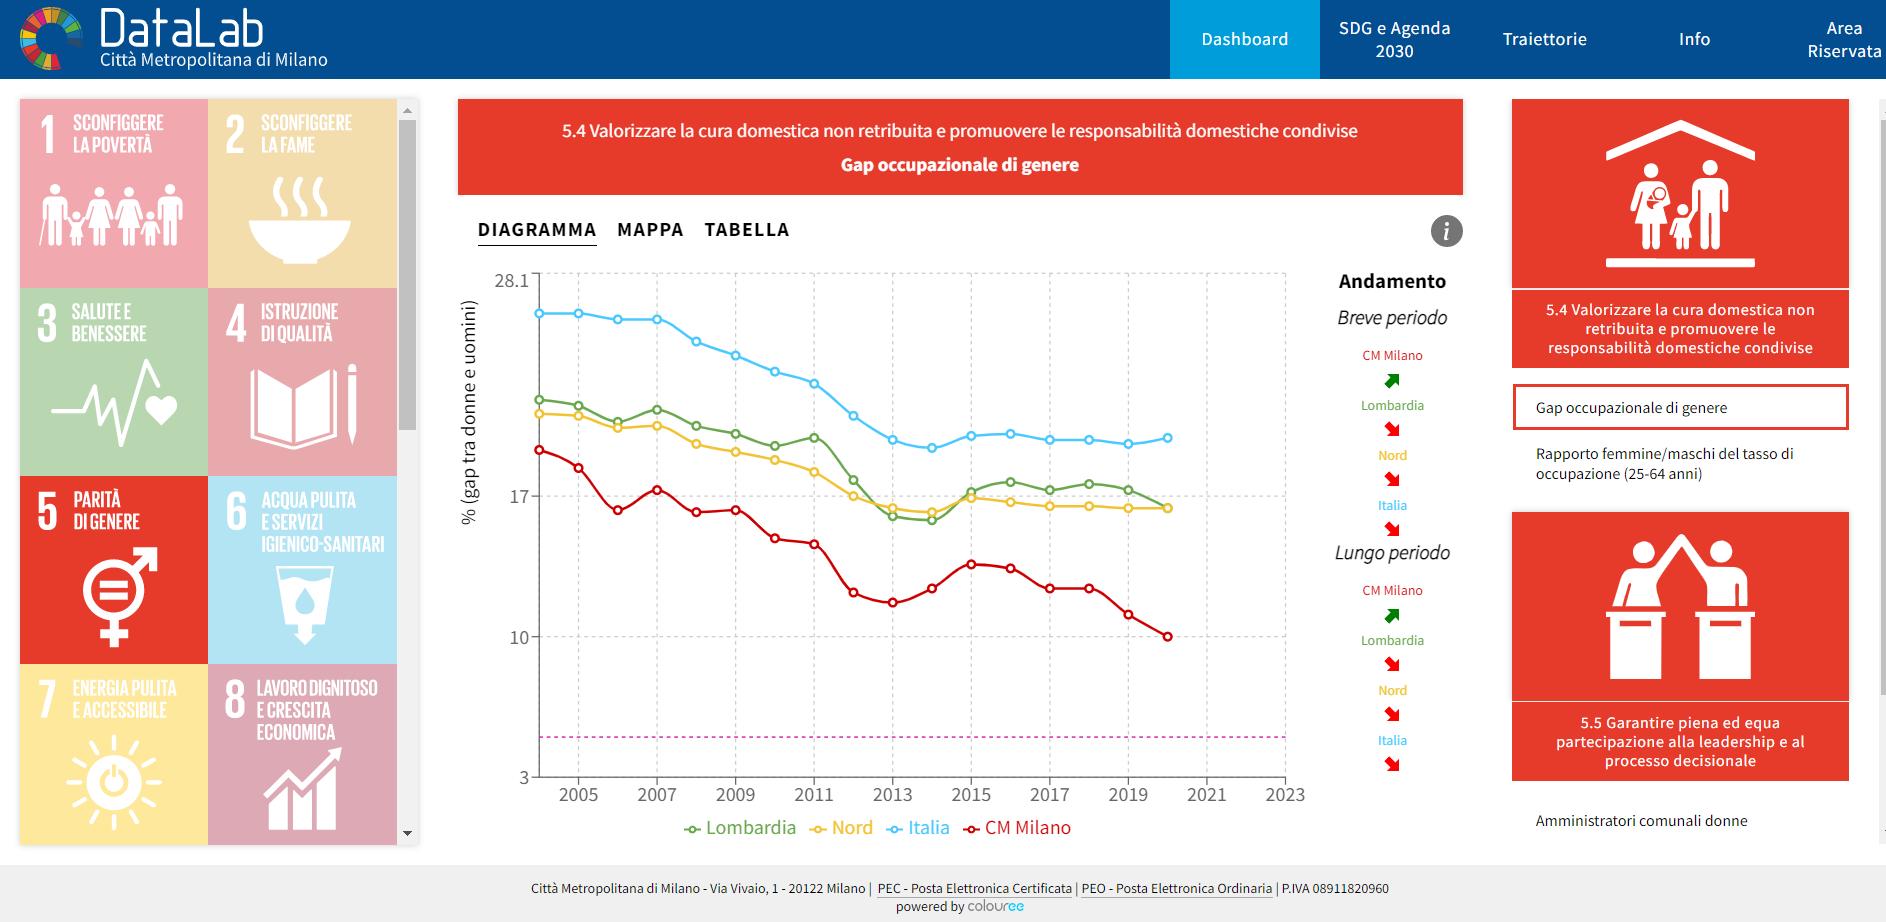 DataLab
Città Metropolitana di Milano
Dashboard
SDG e Agenda
2030
Traiettorie
Info
Area
Riservata
1 SCONFIGGERE
LA POVERTÀ
2 SCONFIGGERE
LA FAME
3 SALUTE E
BENESSERE
4 ISTRUZIONE
DI QUALITÀ
5 PARITÀ
DI GENERE
6 ACQUA PULITA
E SERVIZI
IGIENICO-SANITARI
7 ENERGIA PULITA
E ACCESSIBILE
8 LAVORO DIGNITOSO
E CRESCITA
ECONOMICA
5.4 Valorizzare la cura domestica non retribuita e promuovere le responsabilità domestiche condivise
Gap occupazionale di genere
DIAGRAMMA MAPPA TABELLA
i
% (gap tra donne e uomini)
28.1
17
10
3
2005 2007 2009 2011 2013 2015 2017 2019 2021 2023
Lombardia Nord Italia CM Milano
Andamento
Breve periodo
CM Milano
Lombardia
Nord
Italia
Lungo periodo
CM Milano
Lombardia
Nord
Italia
5.4 Valorizzare la cura domestica non
retribuita e promuovere le
responsabilità domestiche condivise
Gap occupazionale di genere
Rapporto femmine/maschi del tasso di
occupazione (25-64 anni)
5.5 Garantire piena ed equa
partecipazione alla leadership e al
processo decisionale
Amministratori comunali donne
Città Metropolitana di Milano - Via Vivaio, 1 - 20122 Milano | PEC - Posta Elettronica Certificata | PEO - Posta Elettronica Ordinaria | P.IVA 08911820960
powered by colouree